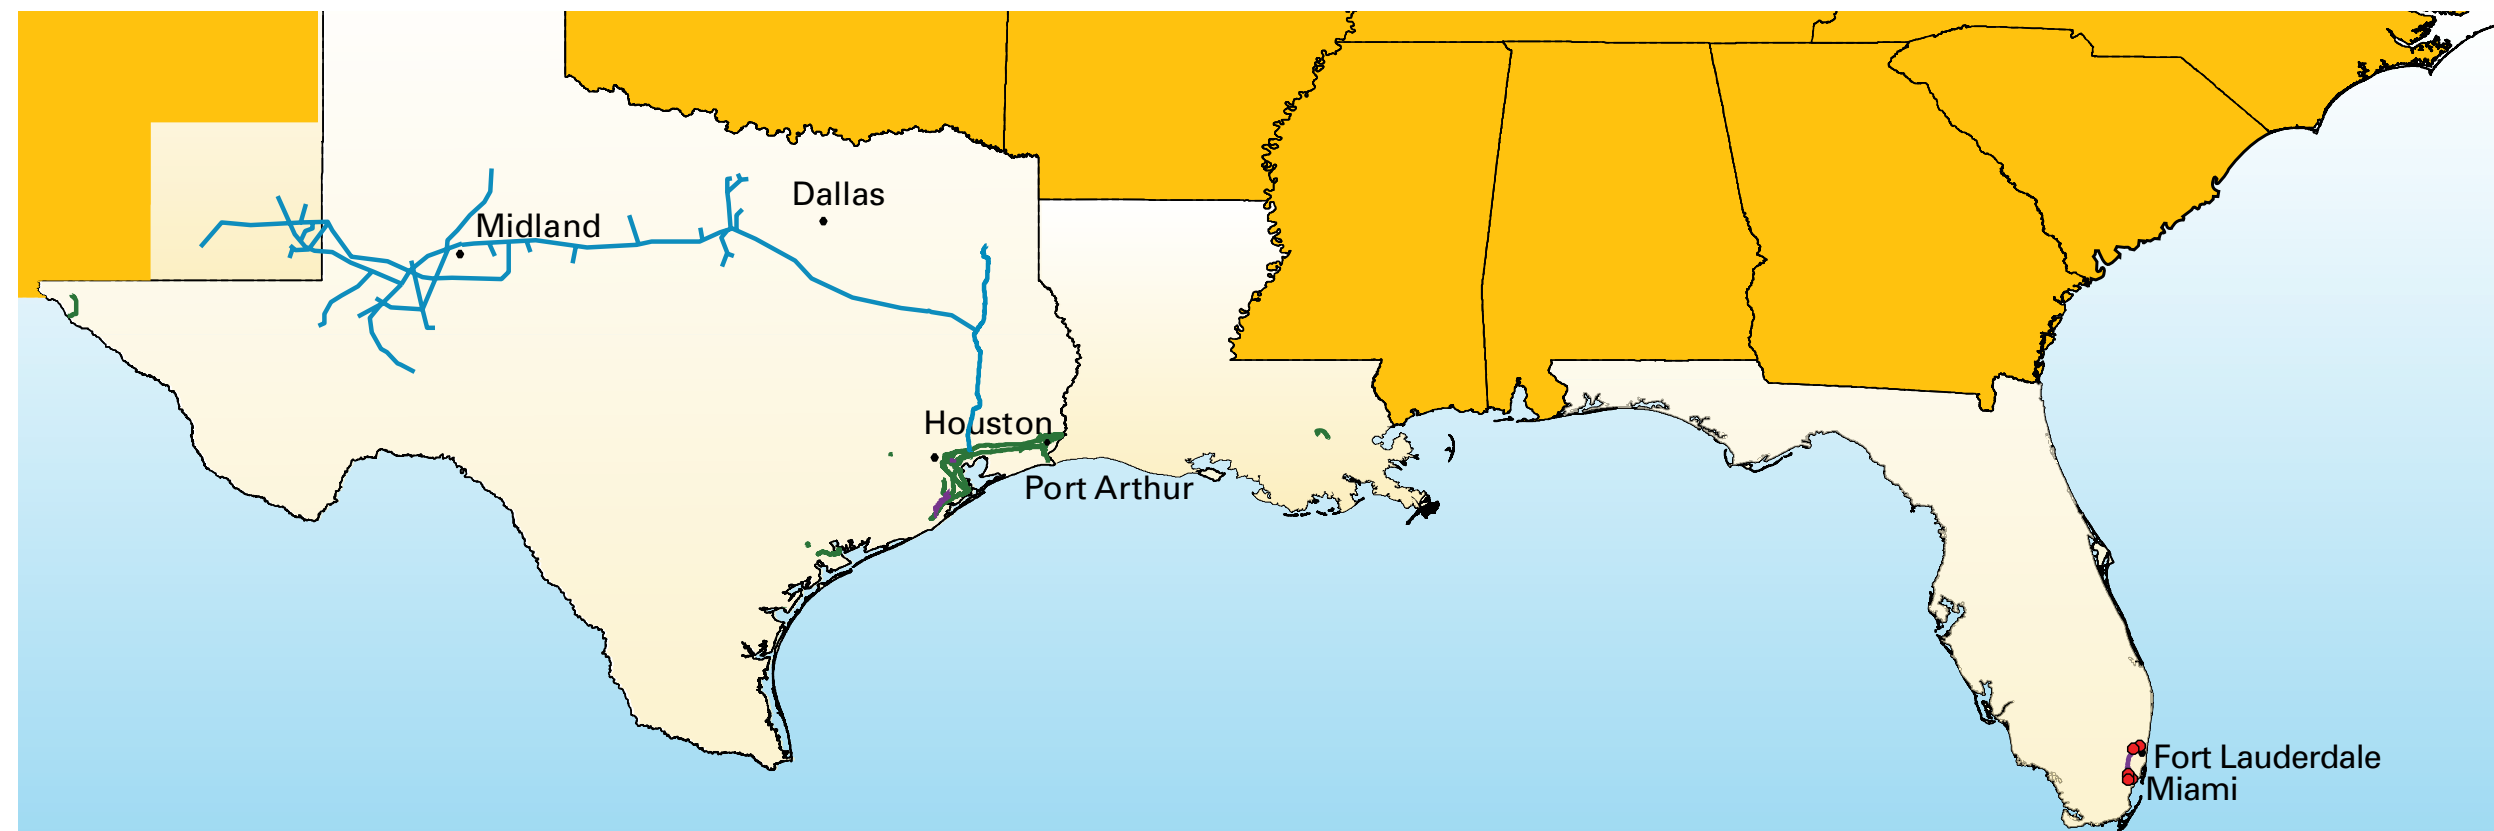 Dallas
Midland
Houston
Port Arthur
Fort Lauderdale
Miami